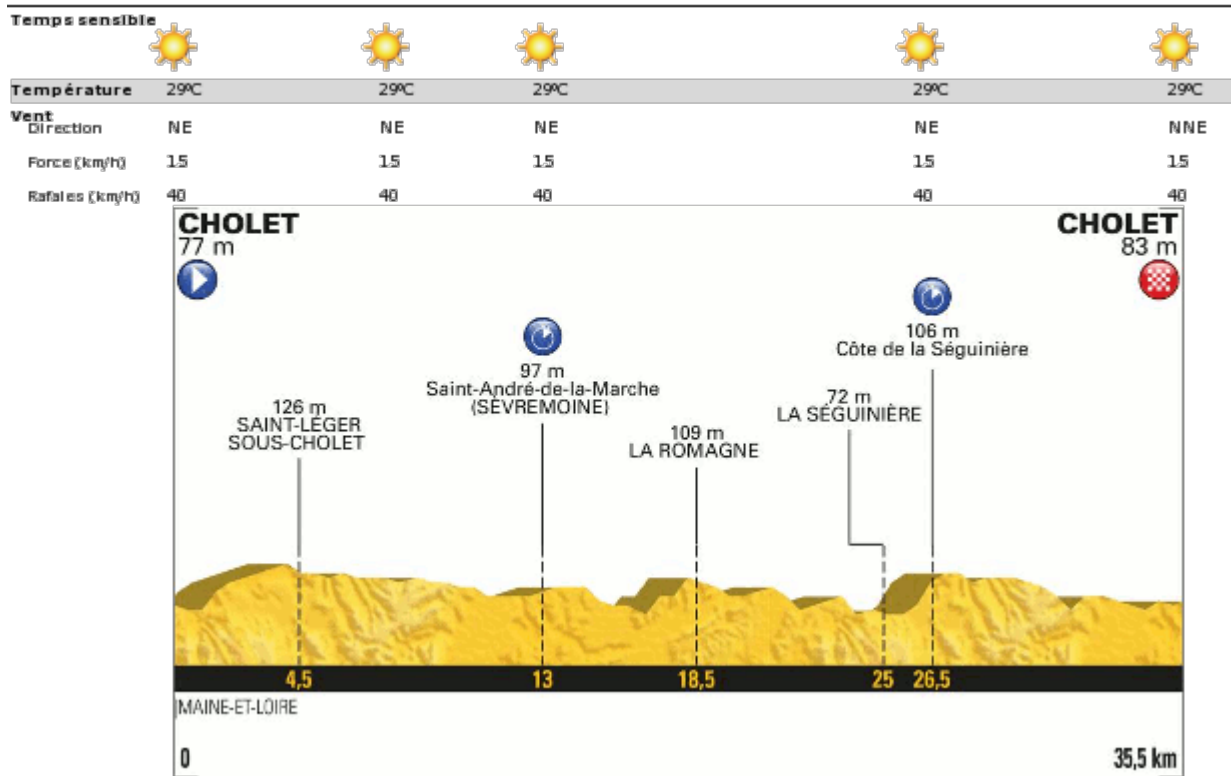 Temps sensible
Température 29ºC 29ºC 29ºC 29ºC 29ºC
Vent
Direction NE NE NE NE NNE
Force (km/h) 15 15 15 15 15
Rafales (km/h) 40 40 40 40 40
CHOLET
77 m
CHOLET
83 m
126 m
SAINT-LÉGER
SOUS-CHOLET
97 m
Saint-André-de-la-Marche
(SÈVREMOINE)
109 m
LA ROMAGNE
72 m
LA SÉGUINIÈRE
106 m
Côte de la Séguinière
4,5 13 18,5 25 26,5
MAINE-ET-LOIRE
0 35,5 km